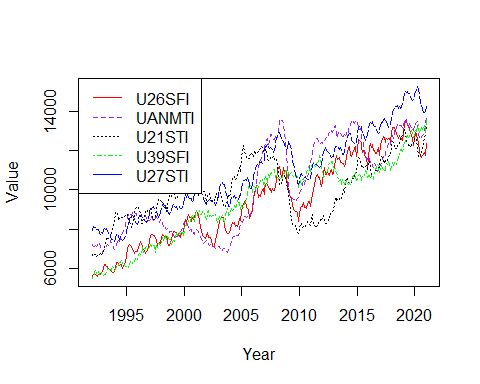 U26SFI
UANMTI
U21STI
U39SFI
U27STI
Value
6000
10000
14000
1995
2000
2005
2010
2015
2020
Year